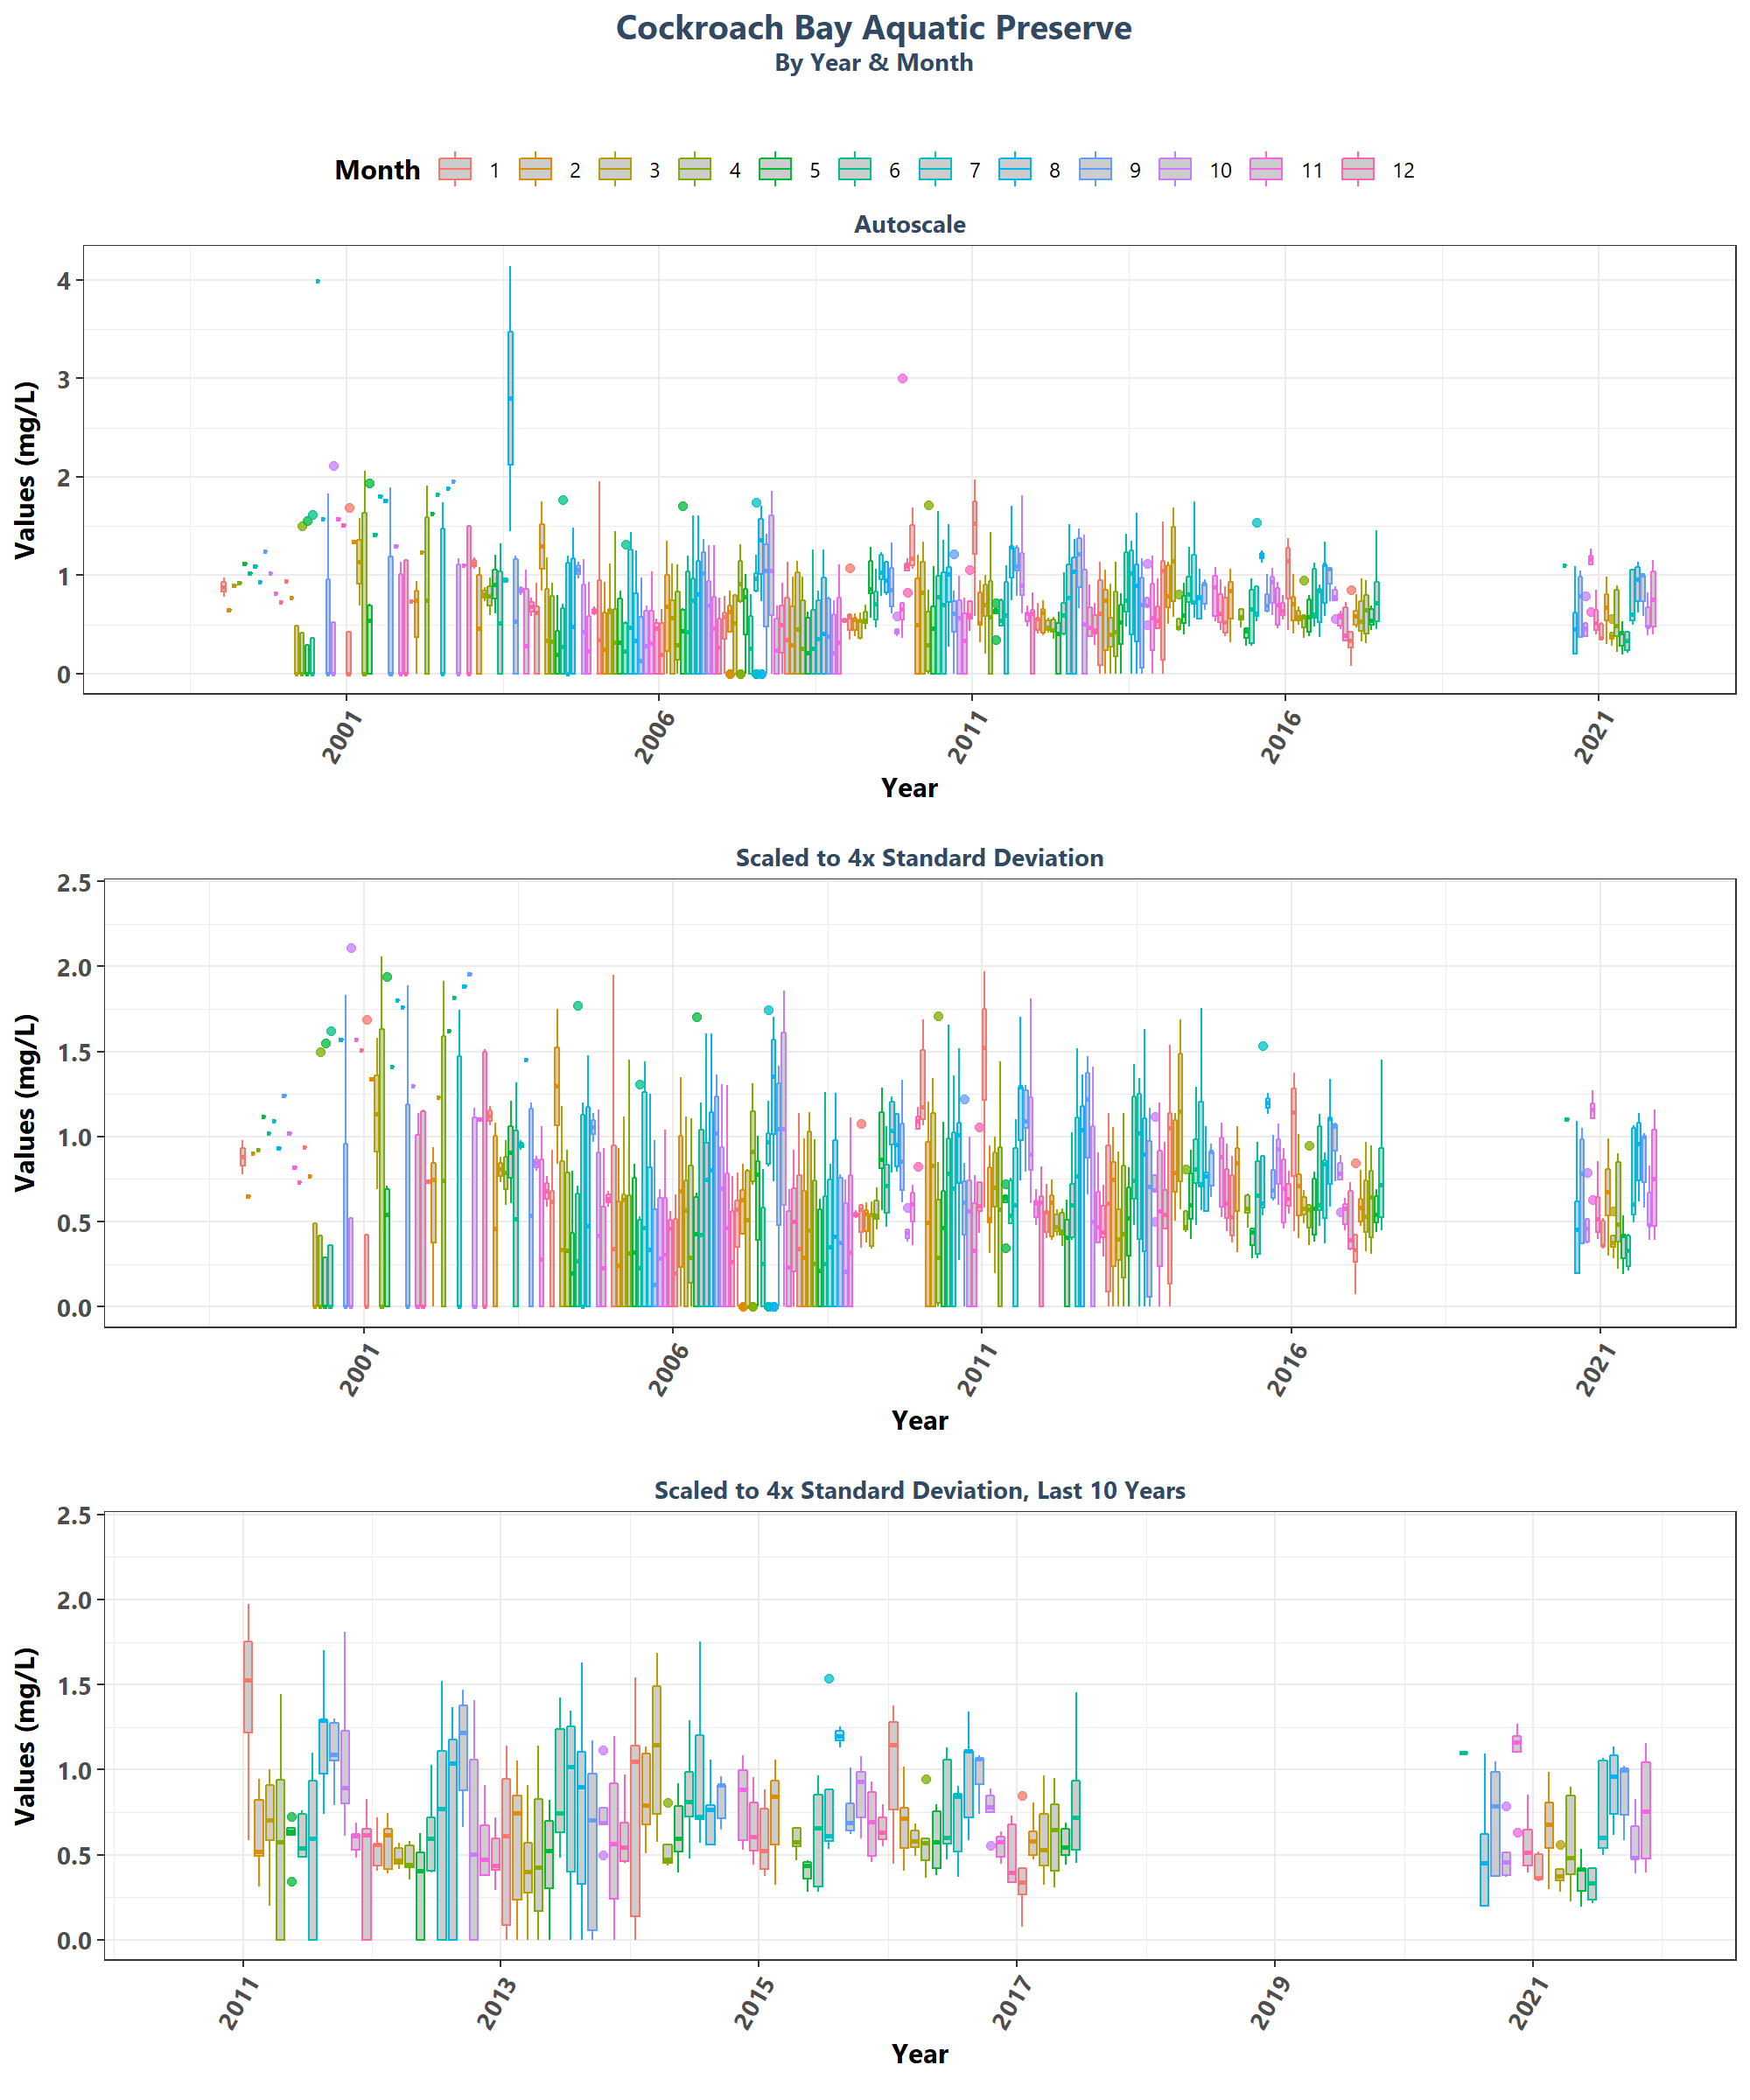 Cockroach Bay Aquatic Preserve
By Year & Month
Month 1 2 3 4 5 6 7 8 9 10 11 12
Autoscale
Values (mg/L)
4
3
2
1
0
2001 2006 2011 2016 2021
Year
Scaled to 4x Standard Deviation
Values (mg/L)
2.5
2.0
1.5
1.0
0.5
0.0
2001 2006 2011 2016 2021
Year
Scaled to 4x Standard Deviation, Last 10 Years
Values (mg/L)
2.5
2.0
1.5
1.0
0.5
0.0
2011 2013 2015 2017 2019 2021
Year